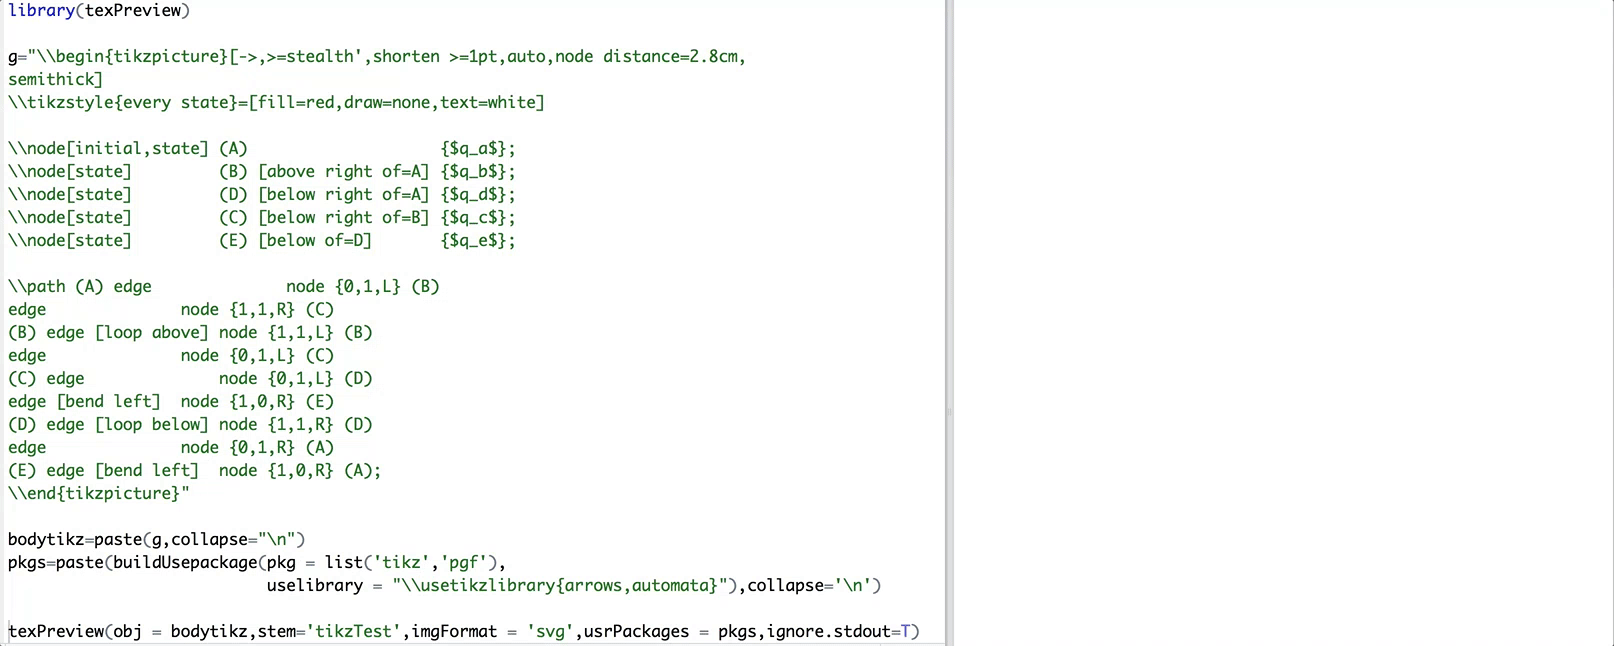 library(texPreview)
g="\\begin{tikzpicture}[->,>=stealth',shorten >=1pt,auto,node distance=2.8cm,
semithick]
\\tikzstyle{every state}=[fill=red,draw=none,text=white]
\\node[initial,state] (A)                    {$q_a$};
\\node[state]         (B) [above right of=A] {$q_b$};
\\node[state]         (D) [below right of=A] {$q_d$};
\\node[state]         (C) [below right of=B] {$q_c$};
\\node[state]         (E) [below of=D]       {$q_e$};
\\path (A) edge              node {0,1,L} (B)
edge              node {1,1,R} (C)
(B) edge [loop above] node {1,1,L} (B)
edge              node {0,1,L} (C)
(C) edge              node {0,1,L} (D)
edge [bend left]  node {1,0,R} (E)
(D) edge [loop below] node {1,1,R} (D)
edge              node {0,1,R} (A)
(E) edge [bend left]  node {1,0,R} (A);
\\end{tikzpicture}"
bodytikz=paste(g,collapse="\n")
pkgs=paste(buildUsepackage(pkg = list('tikz','pgf'),
                           uselibrary = "\\usetikzlibrary{arrows,automata}"),collapse='\n')
texPreview(obj = bodytikz,stem='tikzTest',imgFormat = 'svg',usrPackages = pkgs,ignore.stdout=T)